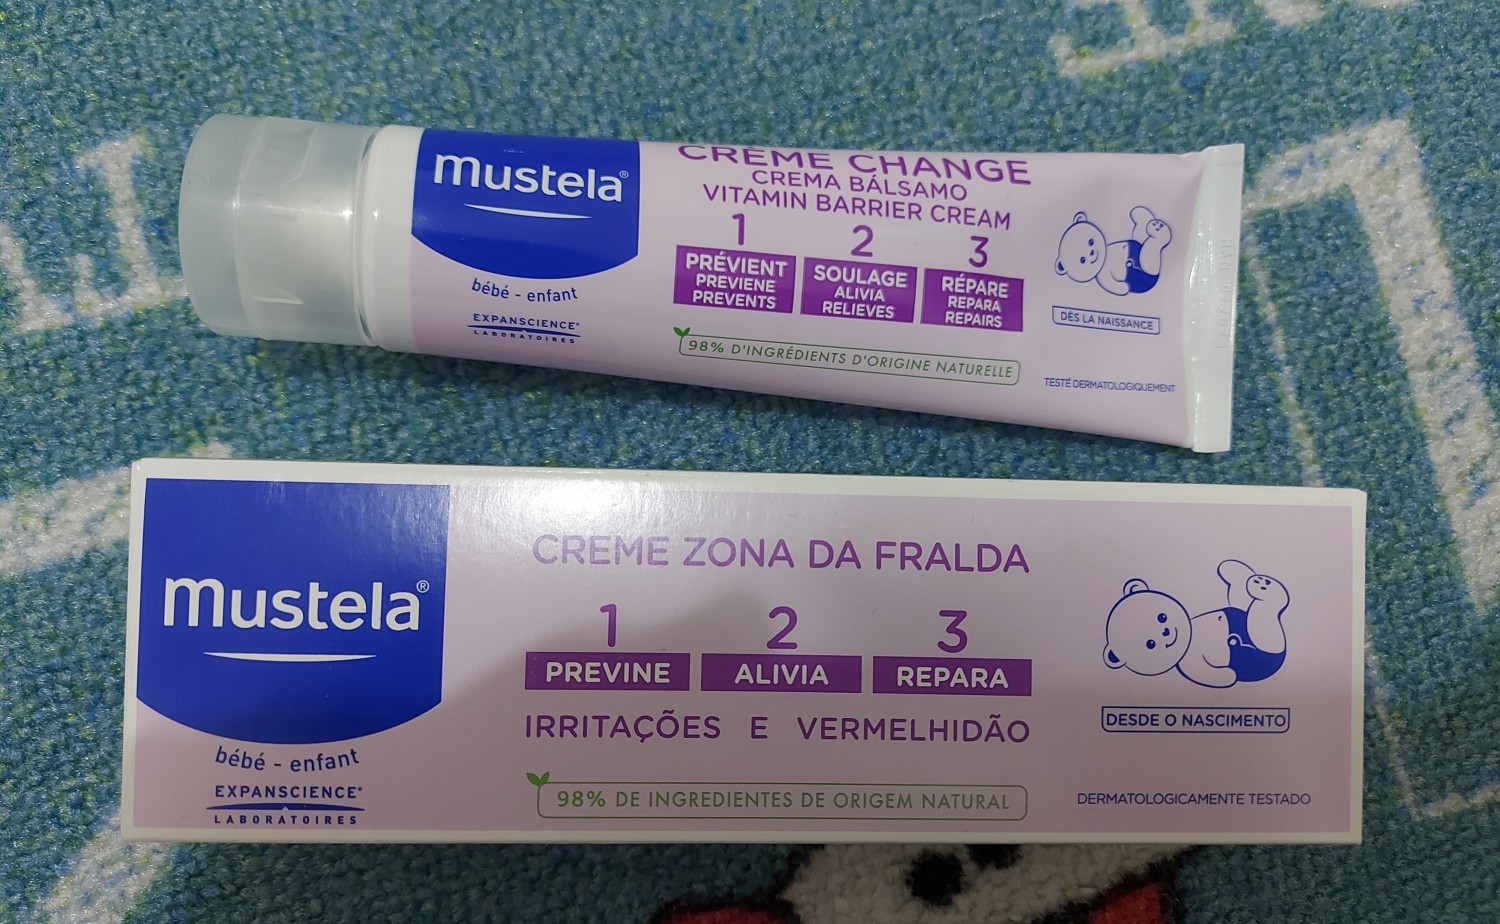 mustela®
bébé - enfant
EXPANSCIENCE®
LABORATOIRES
CRÈME CHANGE
CREMA BÁLSAMO
VITAMIN BARRIER CREAM
1 2 3
PRÉVIENT SOULAGE RÉPARE
PREVIENE ALIVIA REPARA
PREVENTS RELIEVES REPAIRS
98% D'INGRÉDIENTS D'ORIGINE NATURELLE
DÈS LA NAISSANCE
TESTÉ DERMATOLOGIQUEMENT
mustela®
bébé - enfant
EXPANSCIENCE®
LABORATOIRES
CREME ZONA DA FRALDA
1 2 3
PREVINE ALIVIA REPARA
IRRITAÇÕES E VERMELHIDÃO
98% DE INGREDIENTES DE ORIGEM NATURAL
DESDE O NASCIMENTO
DERMATOLOGICAMENTE TESTADO